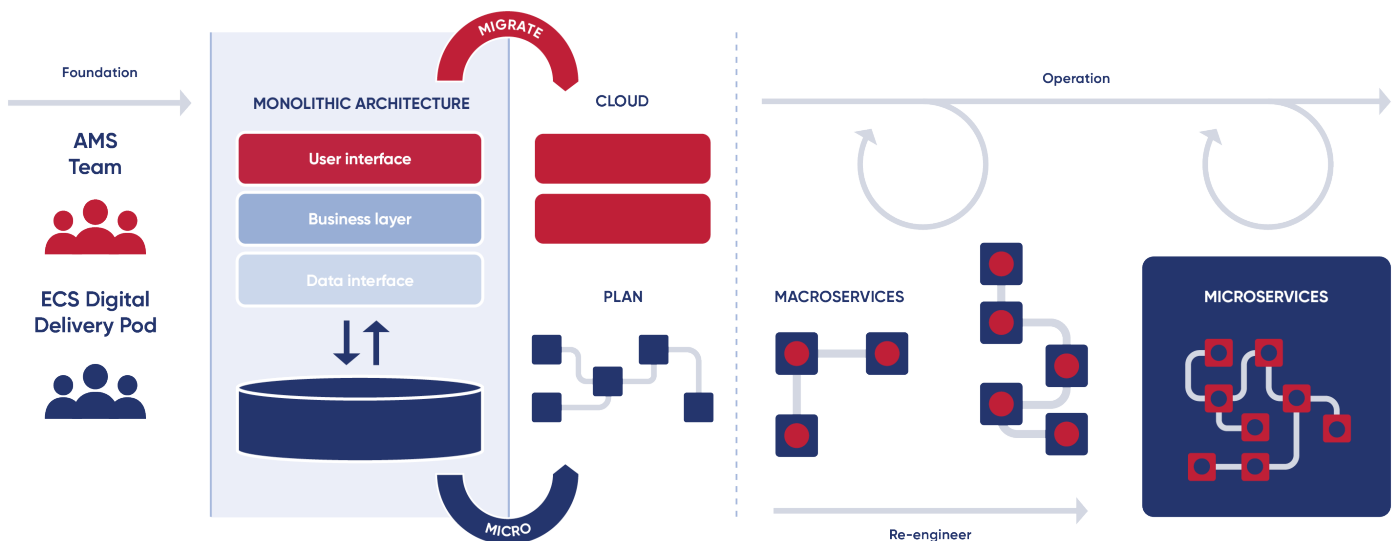 Foundation
AMS
Team
ECS Digital
Delivery Pod
MIGRATE
MONOLITHIC ARCHITECTURE
User interface
Business layer
Data interface
MICRO
CLOUD
PLAN
Operation
MACROSERVICES
Re-engineer
MICROSERVICES